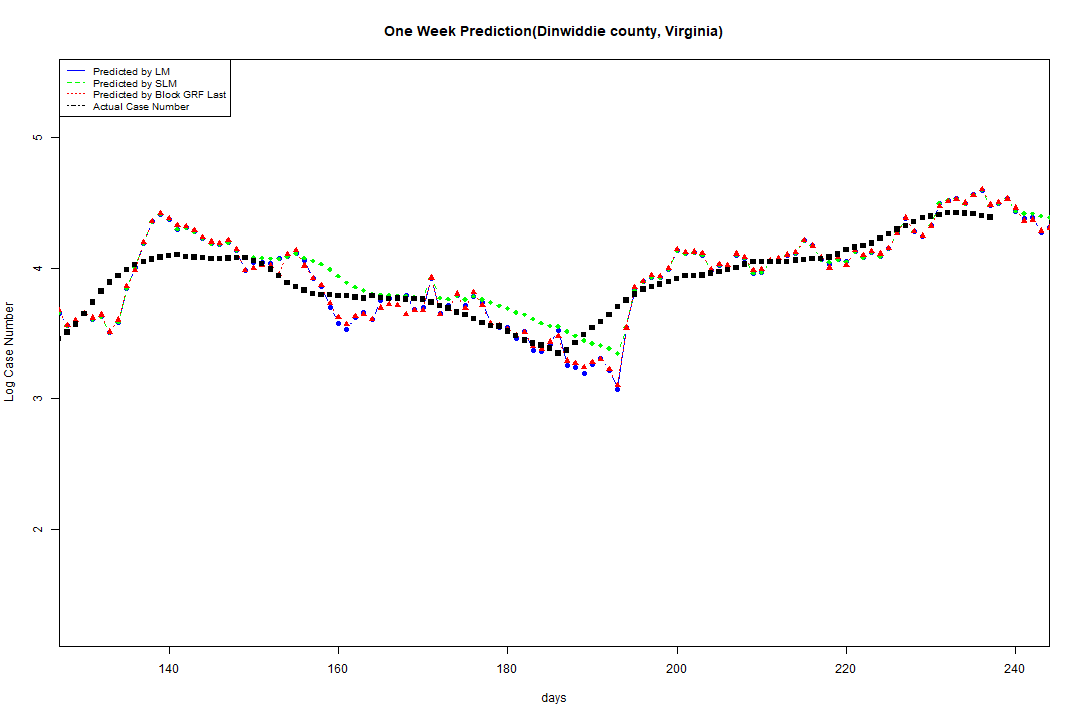 One Week Prediction(Dinwiddie county, Virginia)
Predicted by LM
Predicted by SLM
Predicted by Block GRF Last
Actual Case Number
5
4
3
2
Log Case Number
140 160 180 200 220 240
days